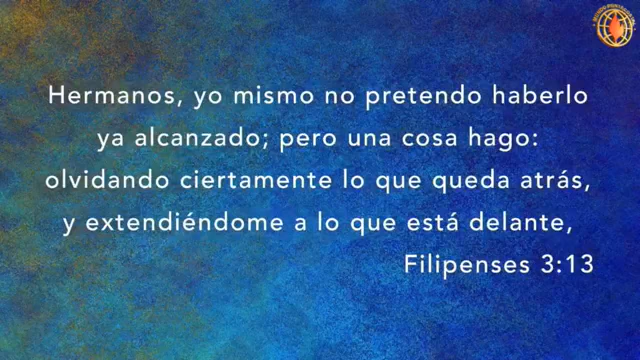 Hermanos, yo mismo no pretendo haberlo
ya alcanzado; pero una cosa hago:
olvidando ciertamente lo que queda atrás,
y extendiéndome a lo que está delante,
Filipenses 3:13